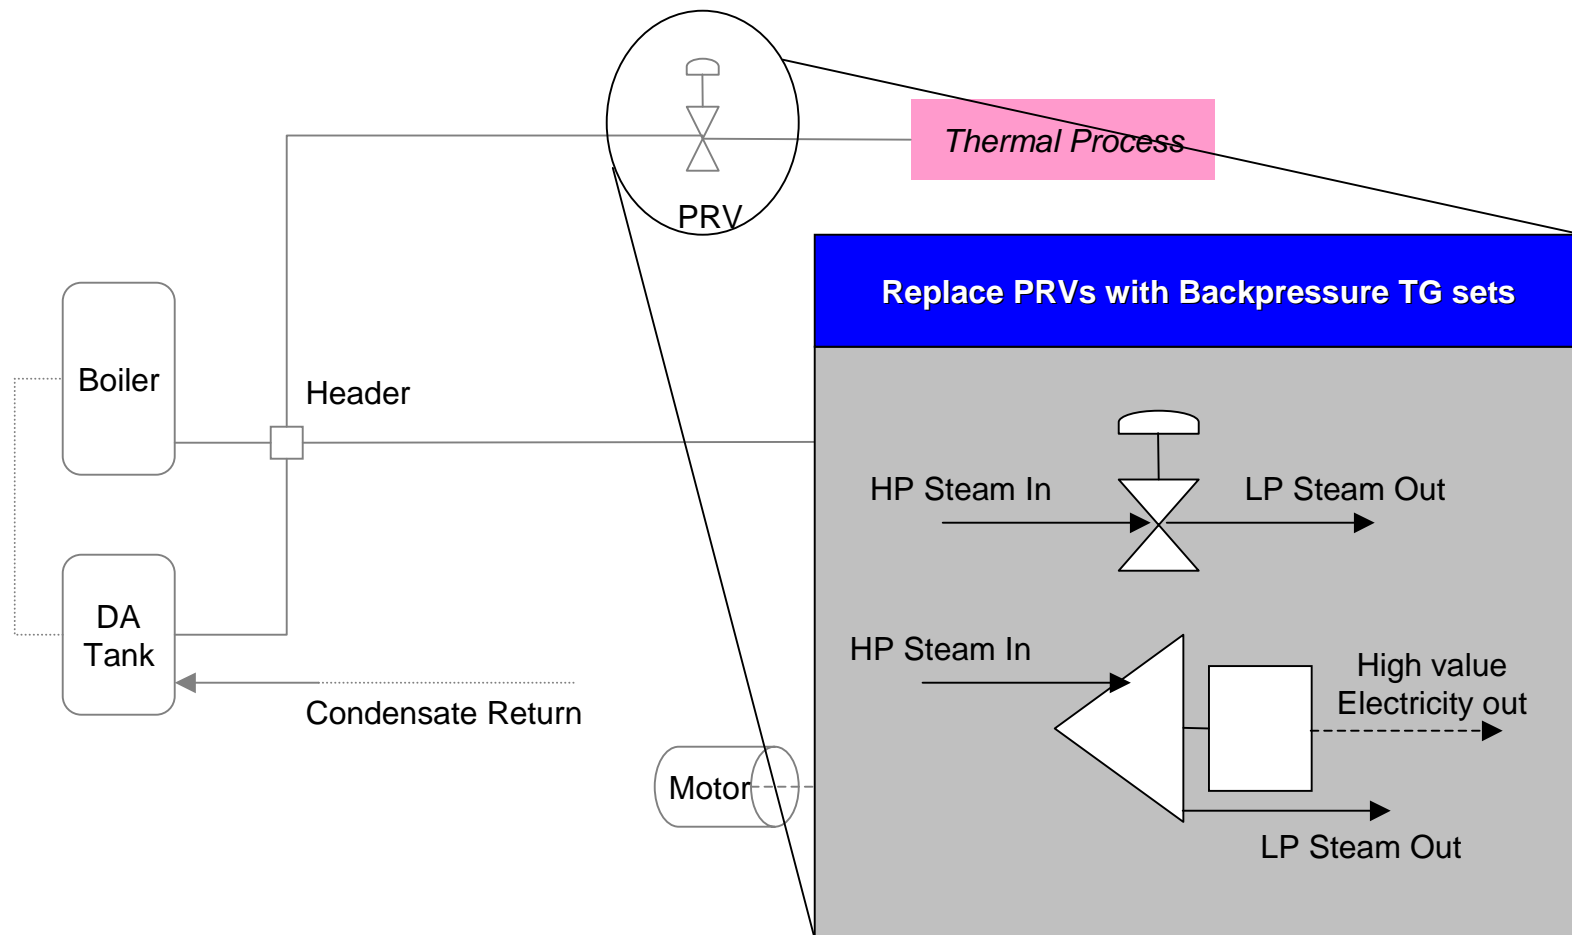 Thermal Process
PRV
Replace PRVs with Backpressure TG sets
Boiler
Header
HP Steam In
LP Steam Out
DA
Tank
HP Steam In
High value
Electricity out
Condensate Return
Motor
LP Steam Out